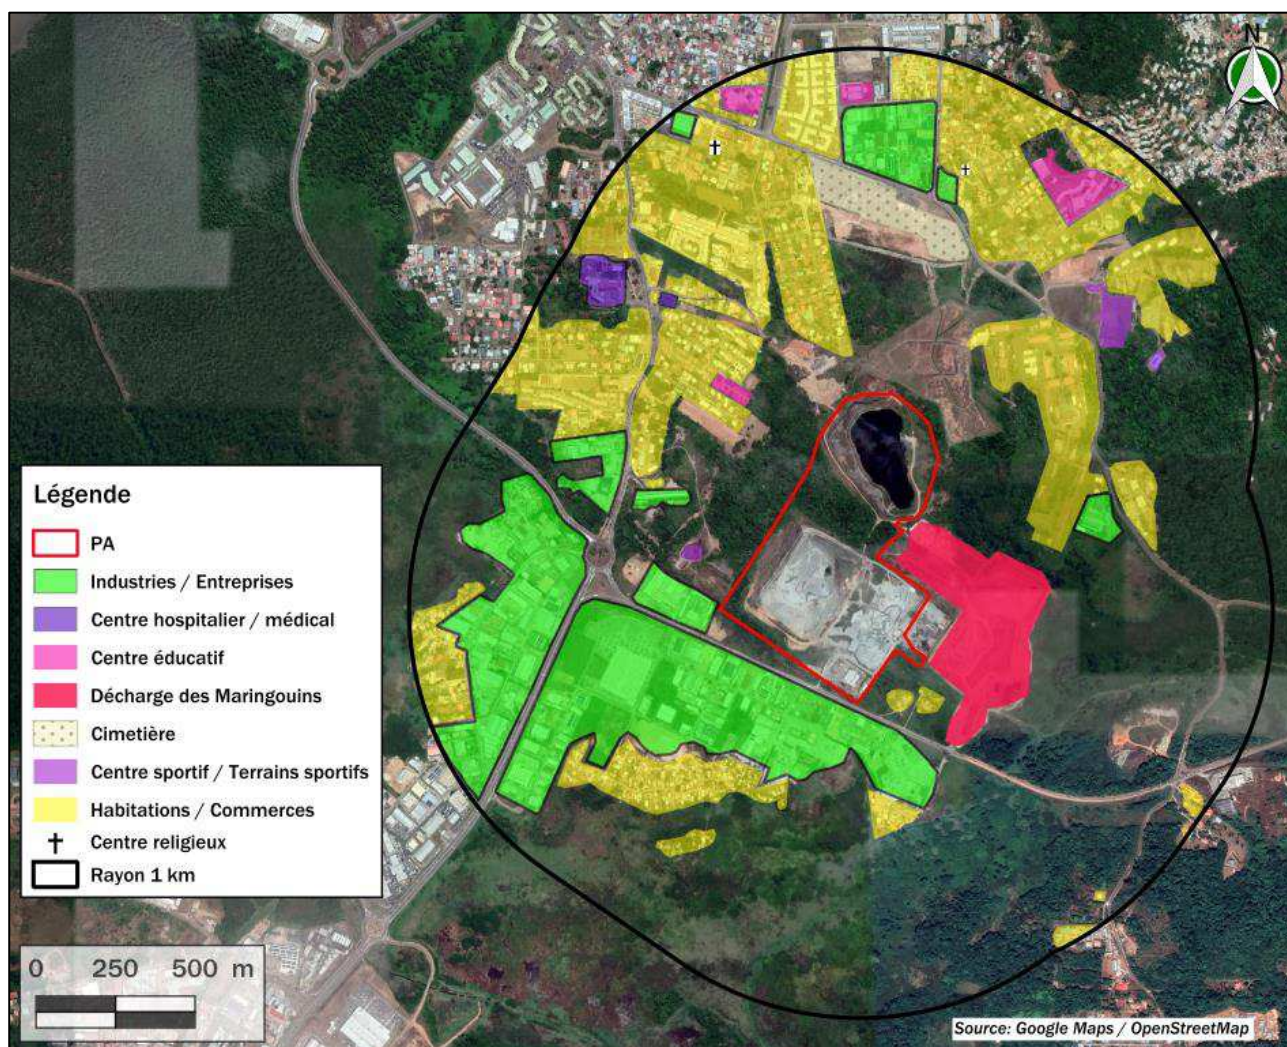 N
Légende
PA
Industries / Entreprises
Centre hospitalier / médical
Centre éducatif
Décharge des Maringouins
Cimetière
Centre sportif / Terrains sportifs
Habitations / Commerces
Centre religieux
Rayon 1 km
0 250 500 m
Source: Google Maps / OpenStreetMap